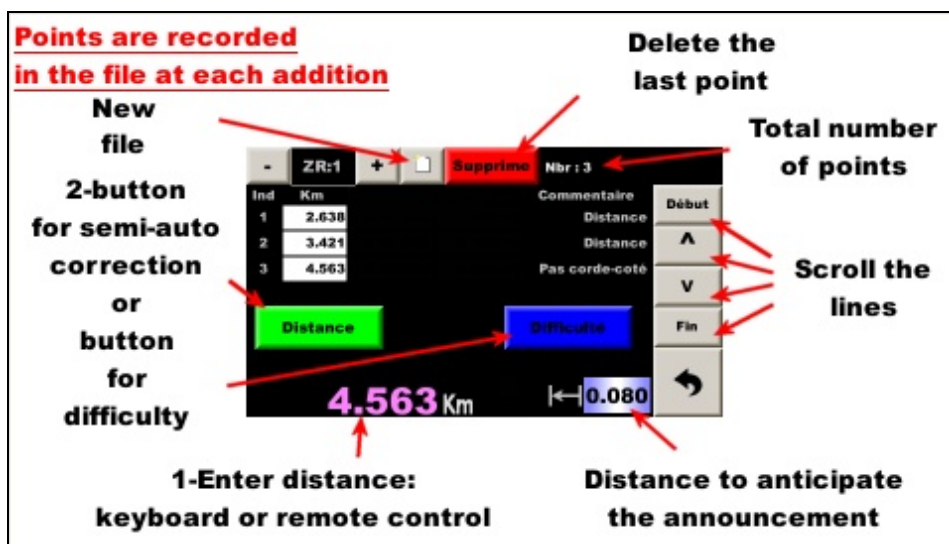 Points are recorded
in the file at each addition
Delete the
last point
New
file
Total number
of points
- ZR:1 + Supprime Nbr : 3
Ind Km Commentaire
1 2.638 Distance
2 3.421 Distance
3 4.563 Pas corde-coté
Début
^
v
Fin
2-button
for semi-auto
correction
or
button
for
difficulty
Scroll the
lines
Distance Difficulté
4.563 Km 0.080
1-Enter distance:
keyboard or remote control
Distance to anticipate
the announcement